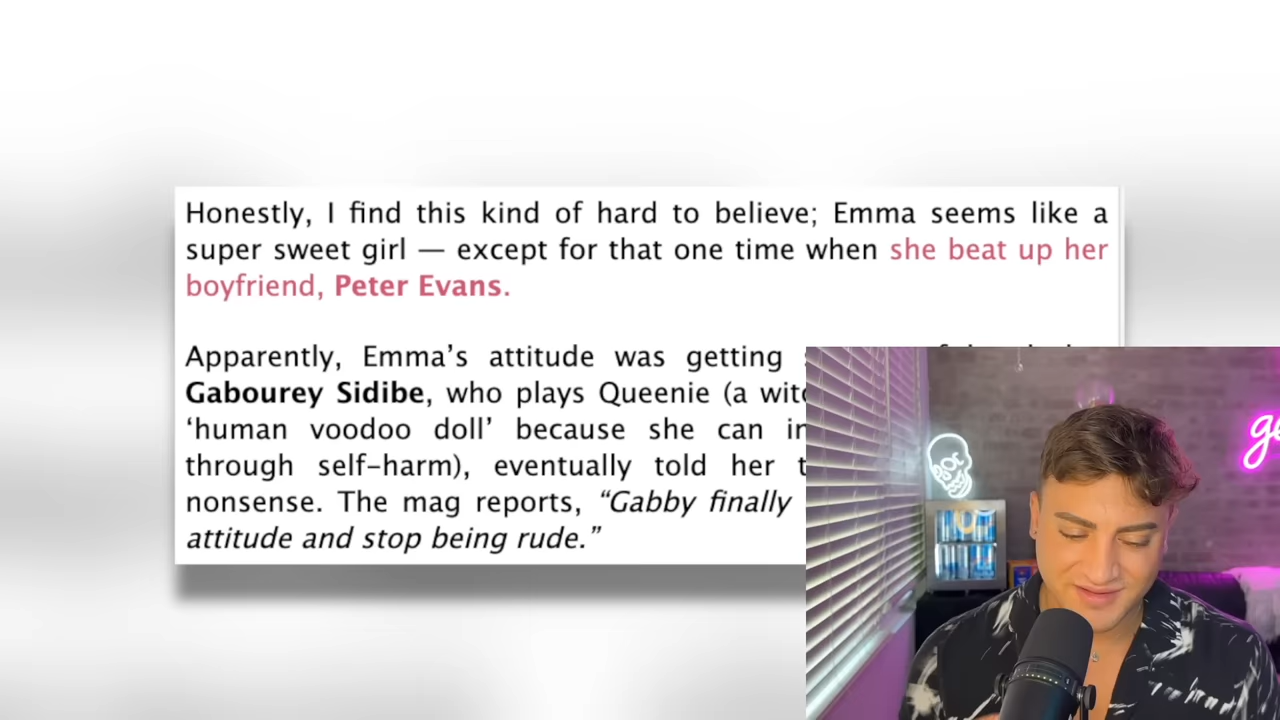 Honestly, I find this kind of hard to believe; Emma seems like a
super sweet girl — except for that one time when she beat up her
boyfriend, Peter Evans.
Apparently, Emma’s attitude was getting
Gabourey Sidibe, who plays Queenie (a
‘human voodoo doll’ because she can
through self-harm), eventually told her
nonsense. The mag reports, “Gabby finally
attitude and stop being rude.”